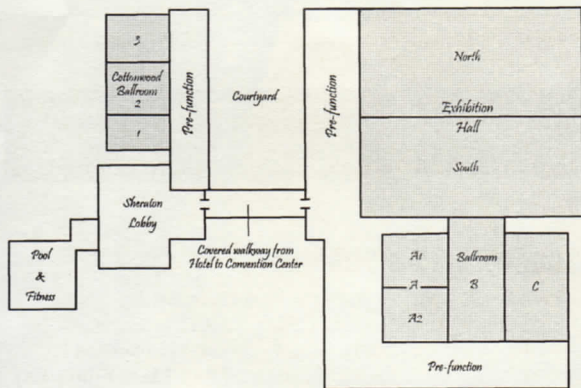 3
Cottonwood
Ballroom
2
1
Pre-function
Courtyard
Pre-function
North
Exhibition
Hall
South
Sheraton
Lobby
Covered walkway from
Hotel to Convention Center
Pool
&
Fitness
A1
A
A2
Ballroom
B
C
Pre-function